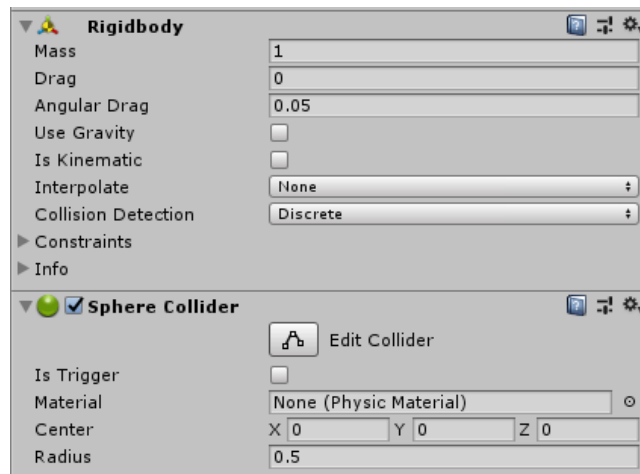 Rigidbody
Mass 1
Drag 0
Angular Drag 0.05
Use Gravity
Is Kinematic
Interpolate None
Collision Detection Discrete
Constraints
Info
Sphere Collider
Edit Collider
Is Trigger
Material None (Physic Material)
Center X 0 Y 0 Z 0
Radius 0.5